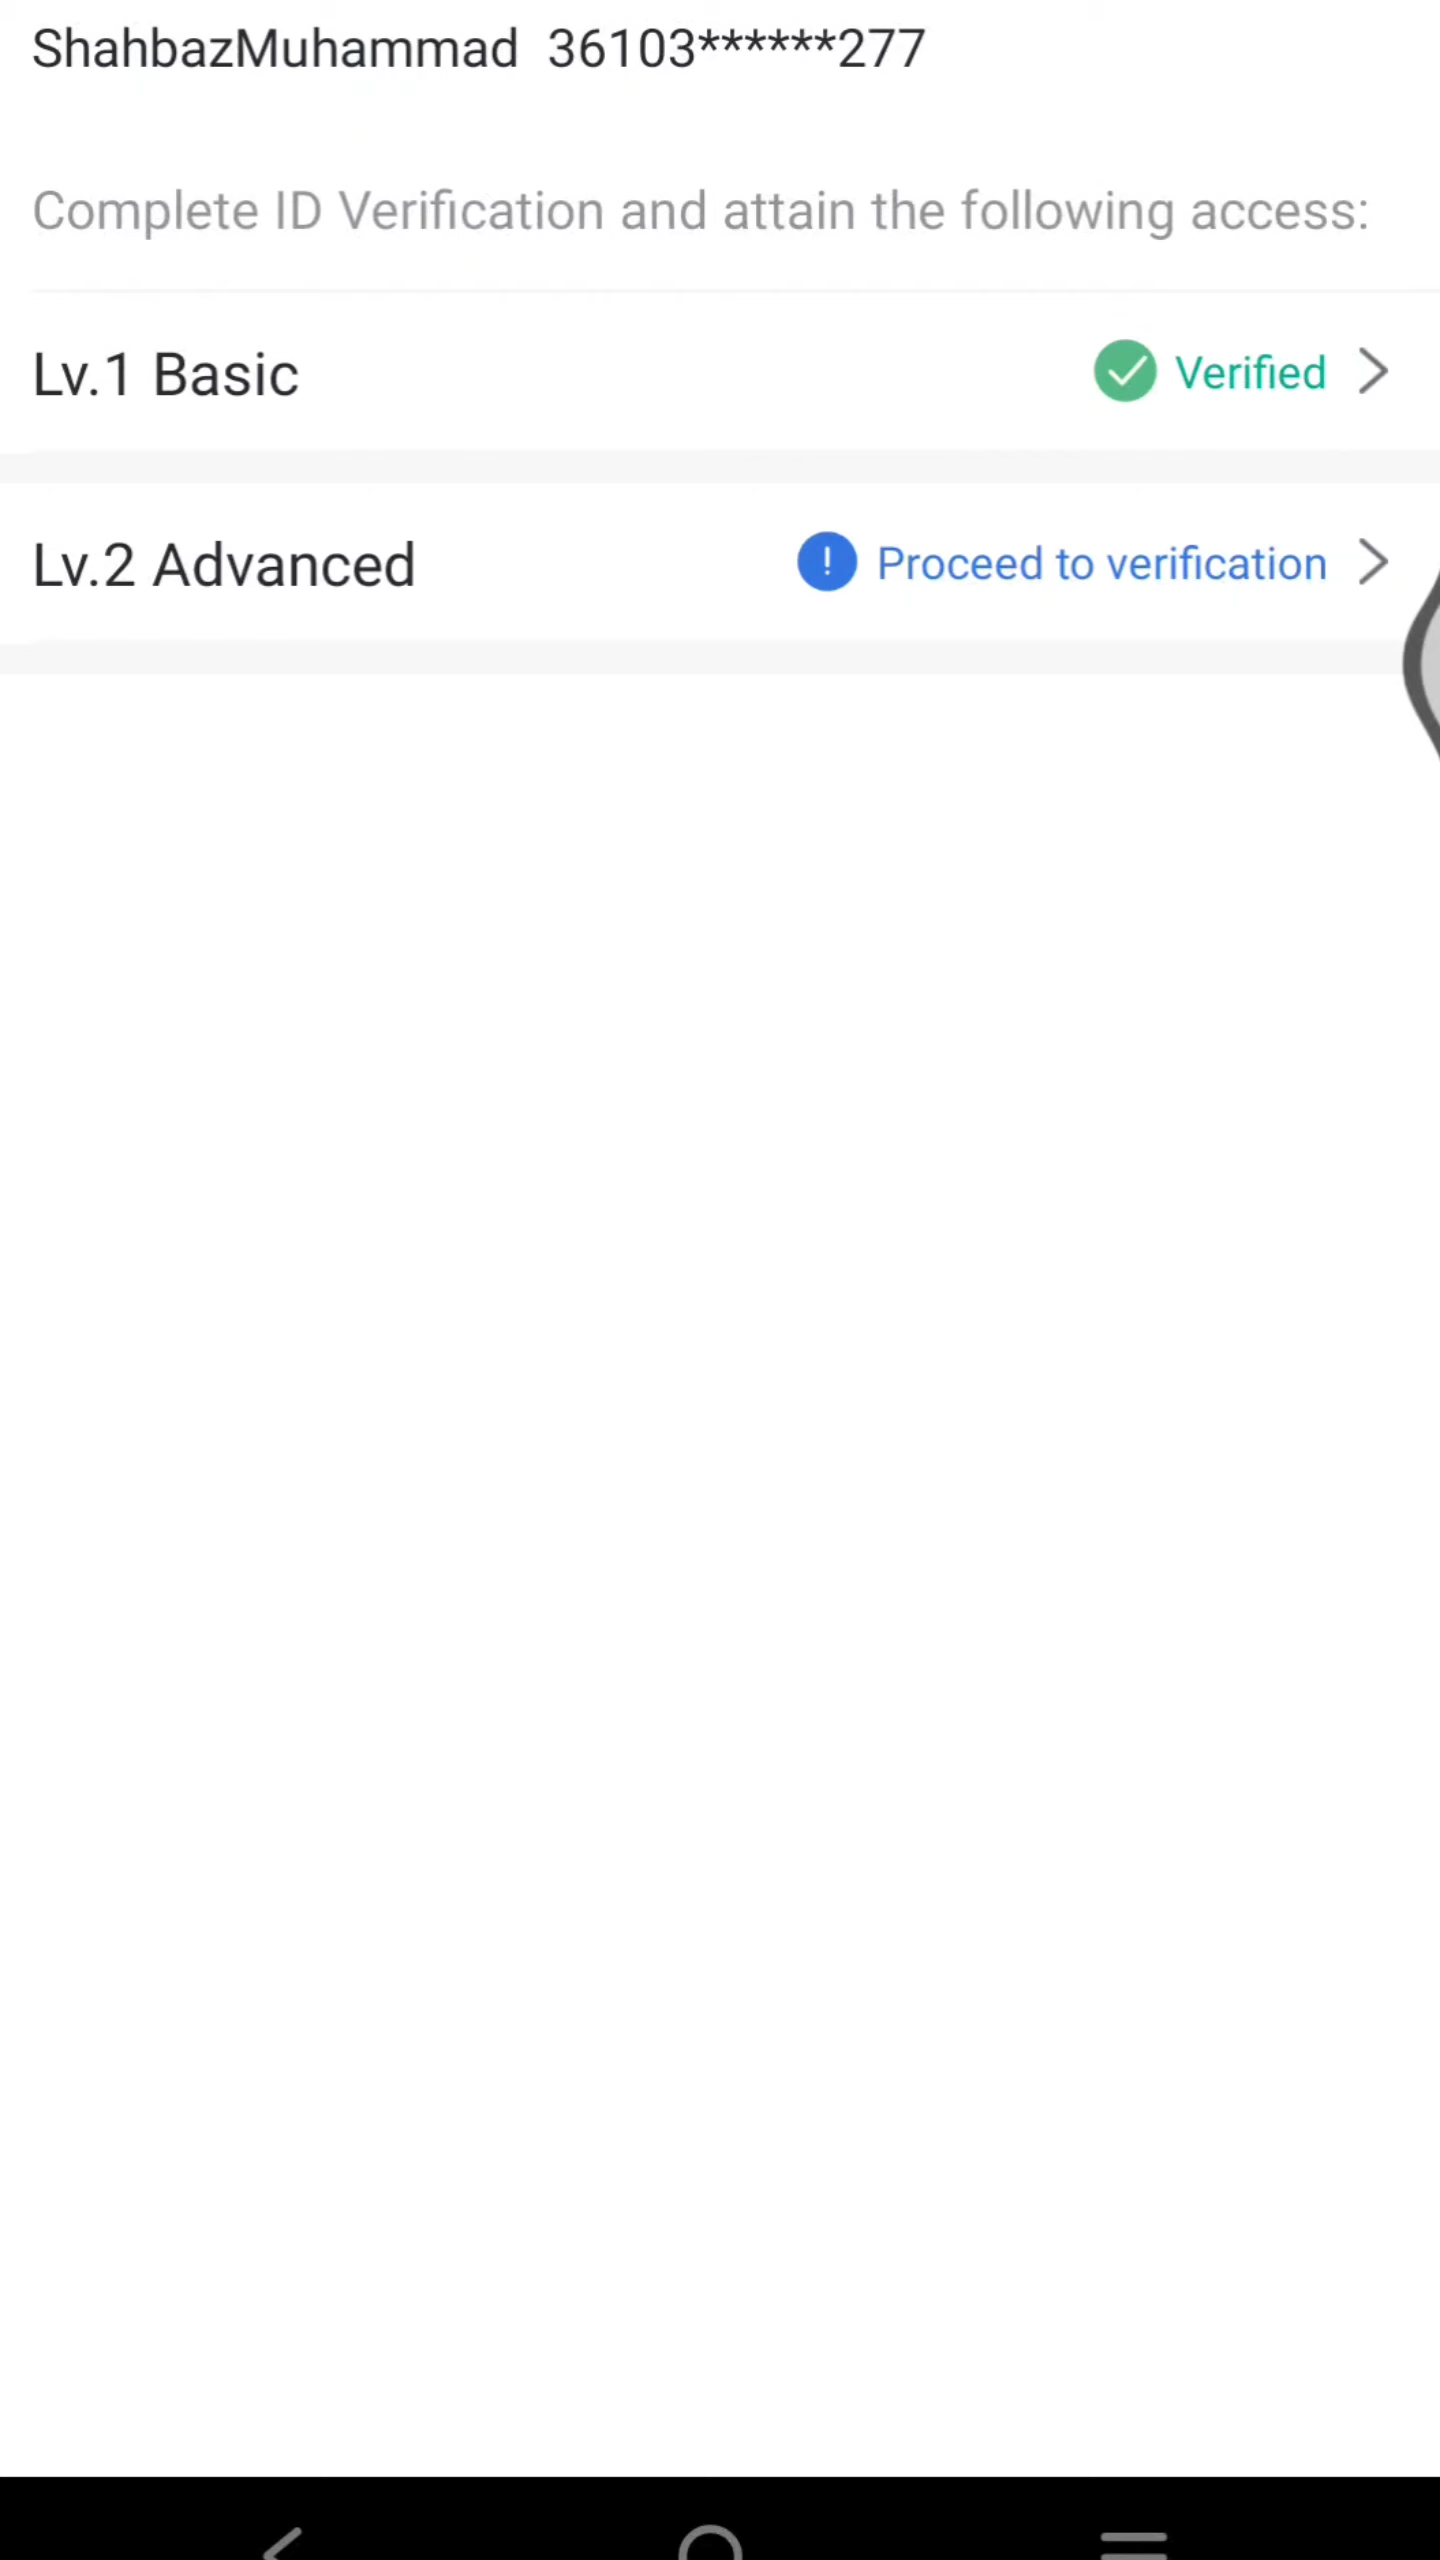 ShahbazMuhammad 36103******277
Complete ID Verification and attain the following access:
Lv.1 Basic Verified
Lv.2 Advanced Proceed to verification